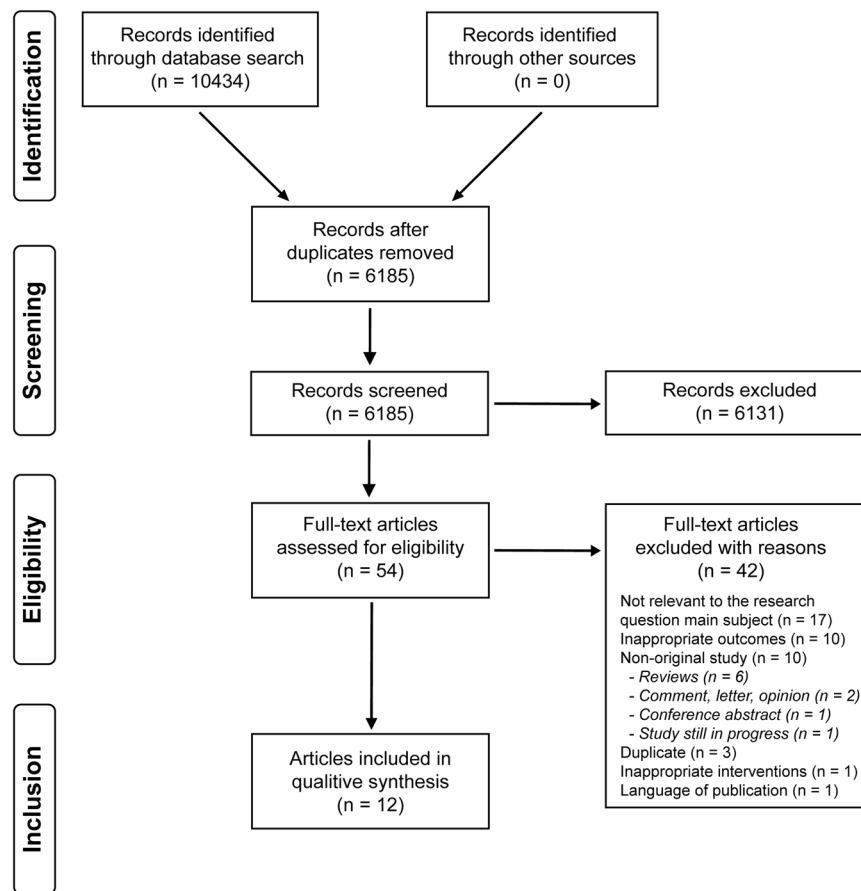 Identification
Records identified
through database search
(n = 10434)
Records identified
through other sources
(n = 0)
Records after
duplicates removed
(n = 6185)
Screening
Records screened
(n = 6185)
Records excluded
(n = 6131)
Eligibility
Full-text articles
assessed for eligibility
(n = 54)
Full-text articles
excluded with reasons
(n = 42)
Not relevant to the research
question main subject (n = 17)
Inappropriate outcomes (n = 10)
Non-original study (n = 10)
- Reviews (n = 6)
- Comment, letter, opinion (n = 2)
- Conference abstract (n = 1)
- Study still in progress (n = 1)
Duplicate (n = 3)
Inappropriate interventions (n = 1)
Language of publication (n = 1)
Inclusion
Articles included in
qualitive synthesis
(n = 12)